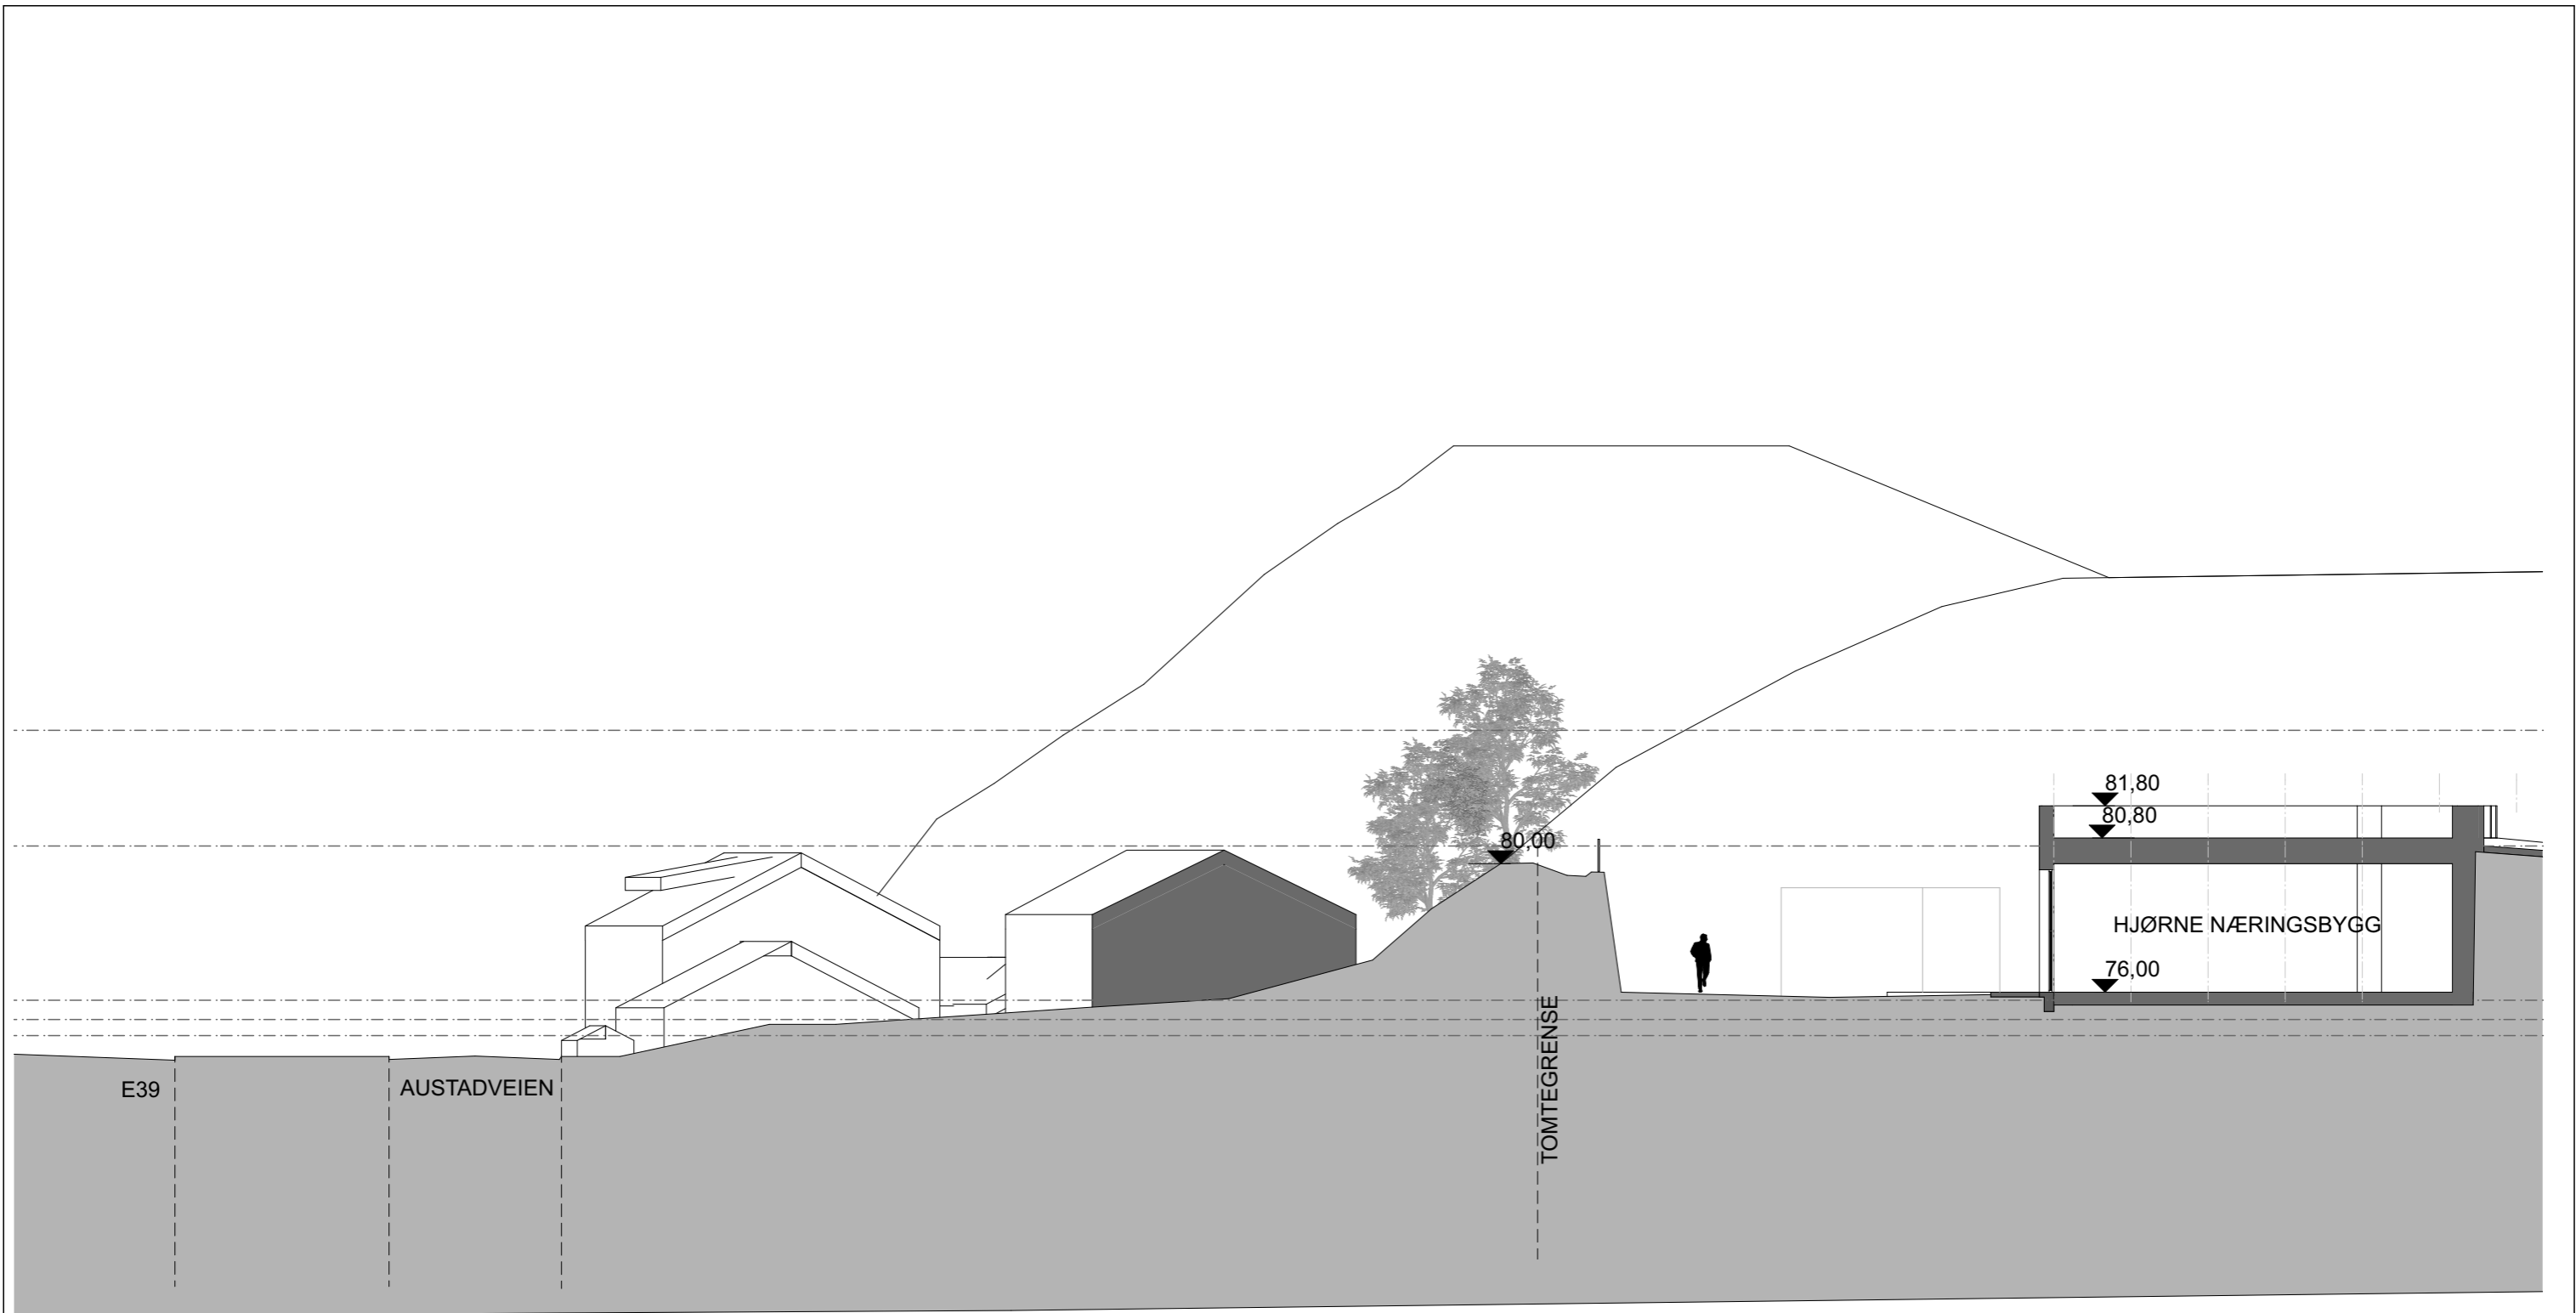 81,80
80,80
80,00
HJØRNE NÆRINGSBYGG
76,00
E39
AUSTADVEIEN
TOMTEGRENSE